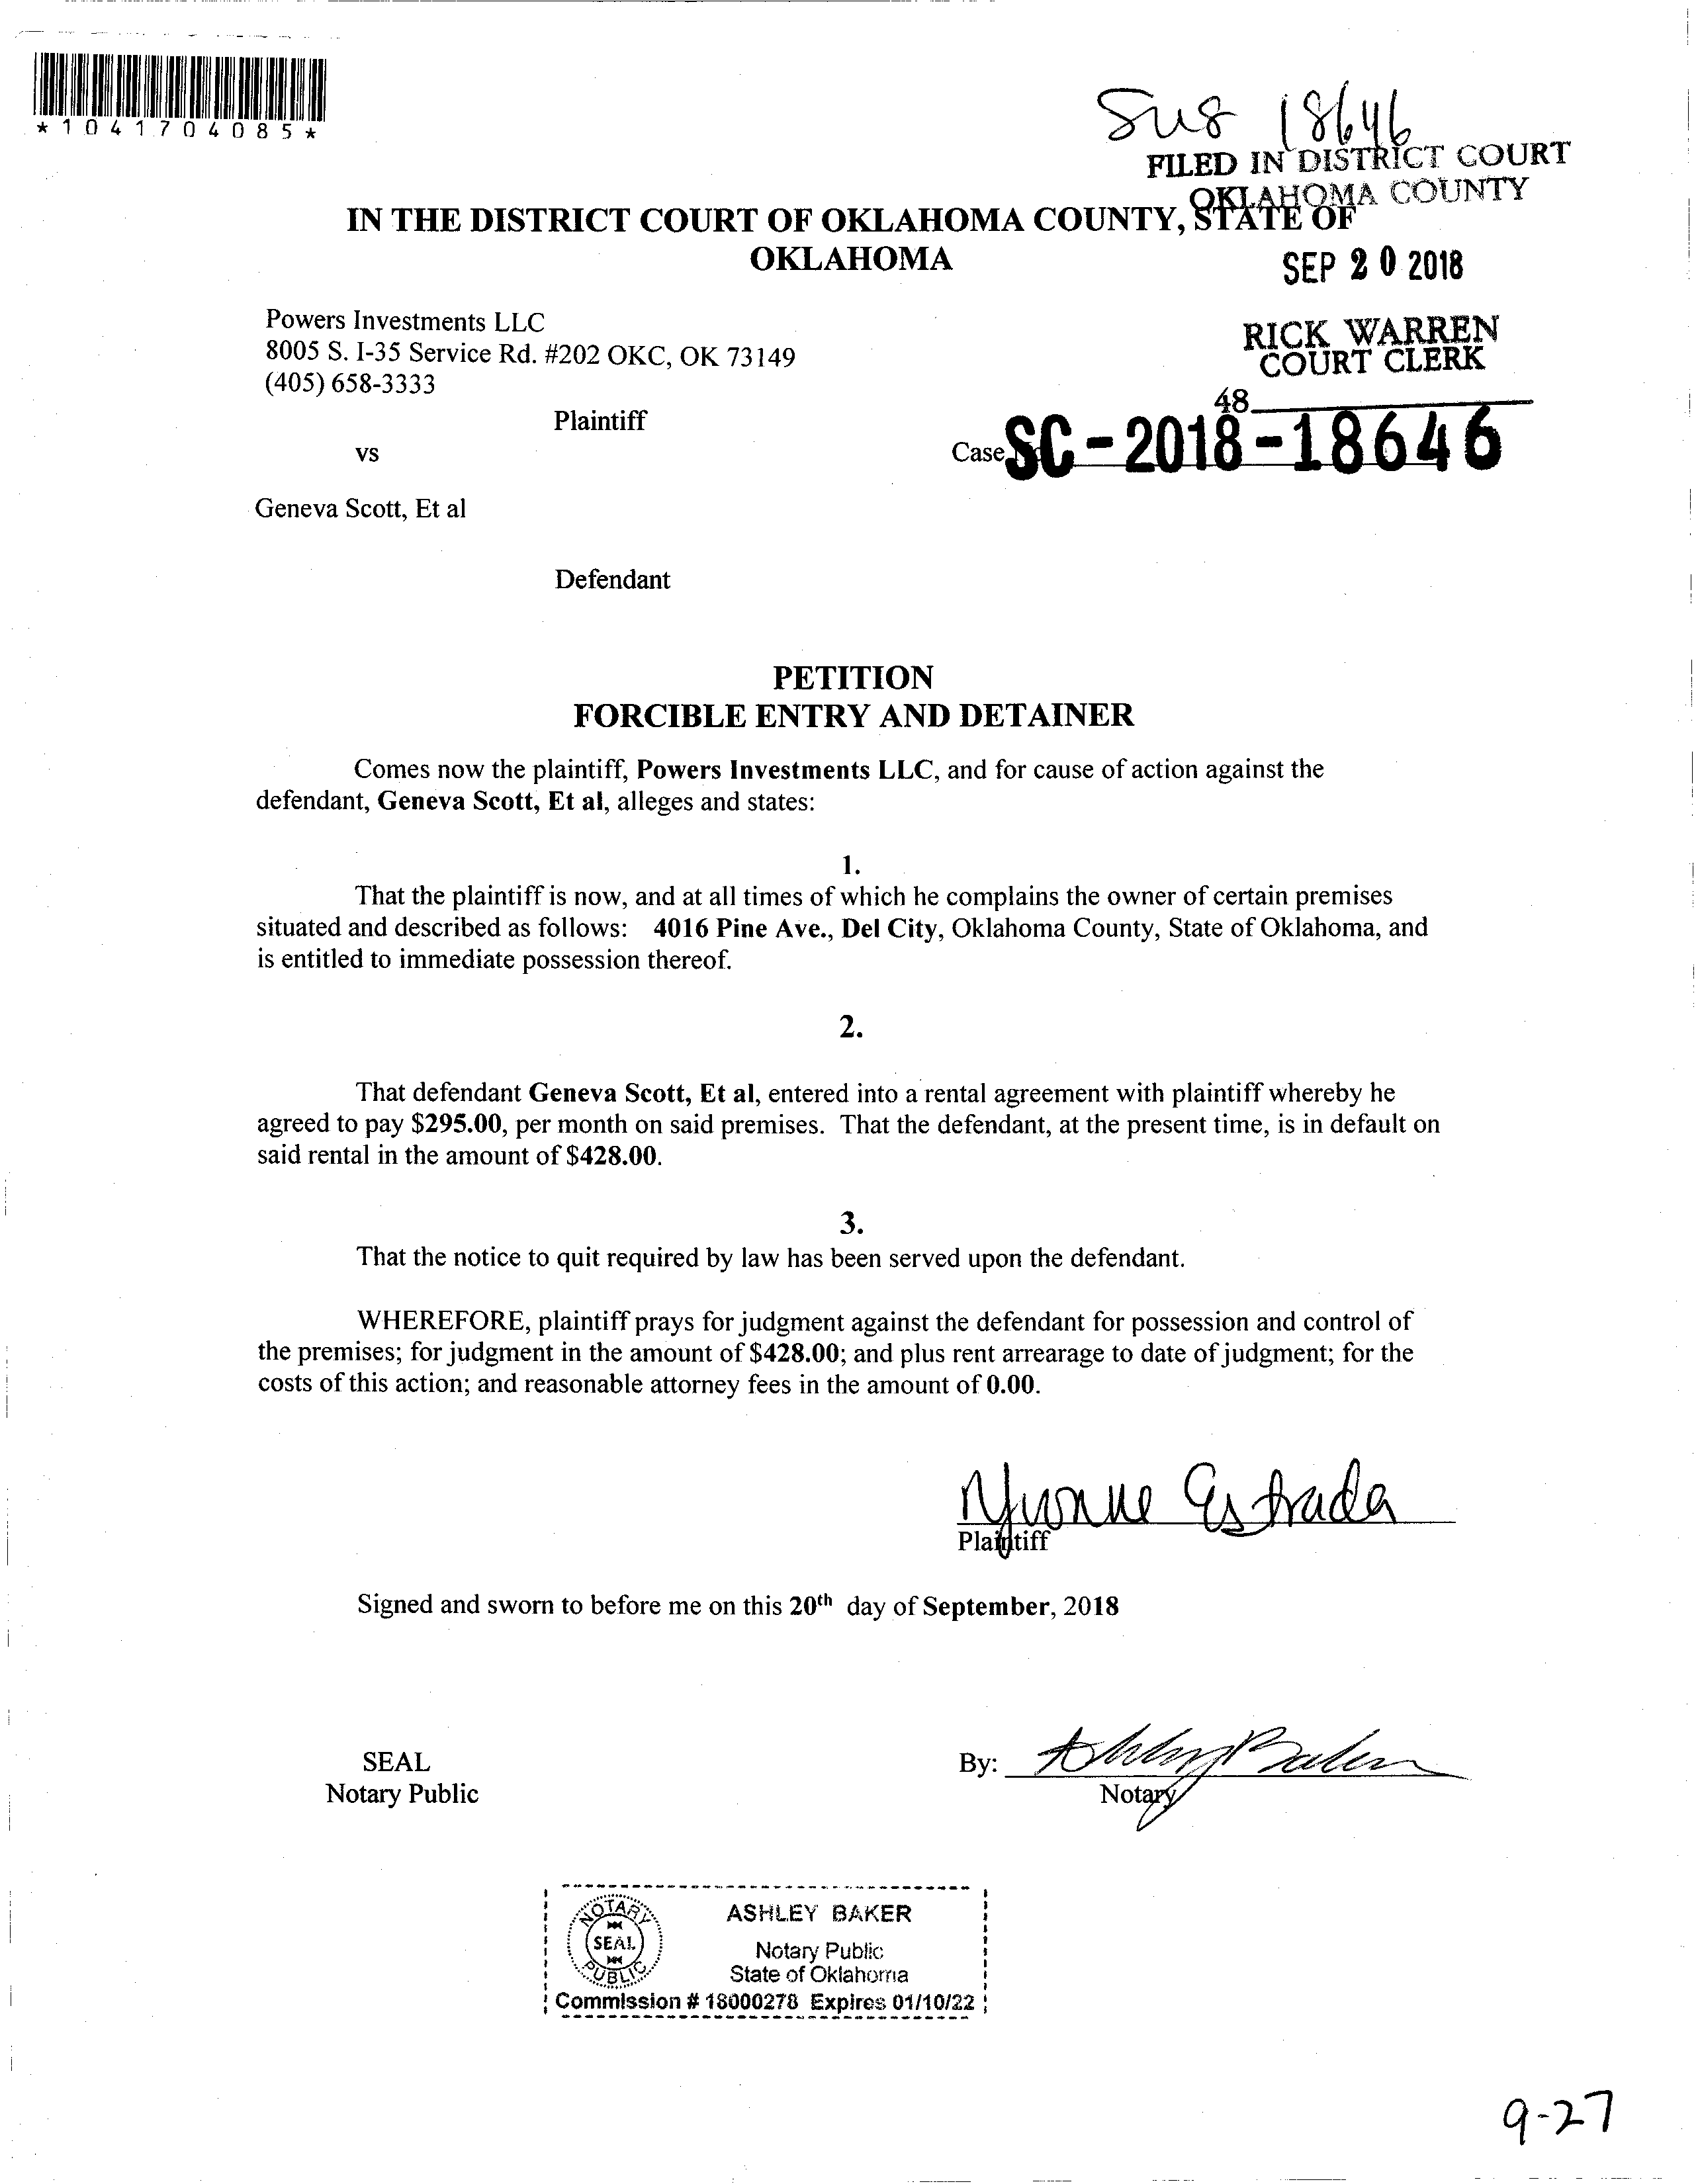 *1041704085*
Sus 18646
FILED IN DISTRICT COURT
OKLAHOMA COUNTY
IN THE DISTRICT COURT OF OKLAHOMA COUNTY, STATE OF
OKLAHOMA
SEP 20 2018
Powers Investments LLC
8005 S. I-35 Service Rd. #202 OKC, OK 73149
(405) 658-3333
RICK WARREN
COURT CLERK
48
Plaintiff
vs
Case SC-2018-18646
Geneva Scott, Et al
Defendant
PETITION
FORCIBLE ENTRY AND DETAINER
Comes now the plaintiff, Powers Investments LLC, and for cause of action against the
defendant, Geneva Scott, Et al, alleges and states:
1.
That the plaintiff is now, and at all times of which he complains the owner of certain premises
situated and described as follows: 4016 Pine Ave., Del City, Oklahoma County, State of Oklahoma, and
is entitled to immediate possession thereof.
2.
That defendant Geneva Scott, Et al, entered into a rental agreement with plaintiff whereby he
agreed to pay $295.00, per month on said premises. That the defendant, at the present time, is in default on
said rental in the amount of $428.00.
3.
That the notice to quit required by law has been served upon the defendant.
WHEREFORE, plaintiff prays for judgment against the defendant for possession and control of
the premises; for judgment in the amount of $428.00; and plus rent arrearage to date of judgment; for the
costs of this action; and reasonable attorney fees in the amount of 0.00.
Yvonne Estrada
Plaintiff
Signed and sworn to before me on this 20th day of September, 2018
SEAL
Notary Public
By: Ashley Baker
Notary
NOTARY
SEAL
PUBLIC
ASHLEY BAKER
Notary Public
State of Oklahoma
Commission # 18000278 Expires 01/10/22
9-27